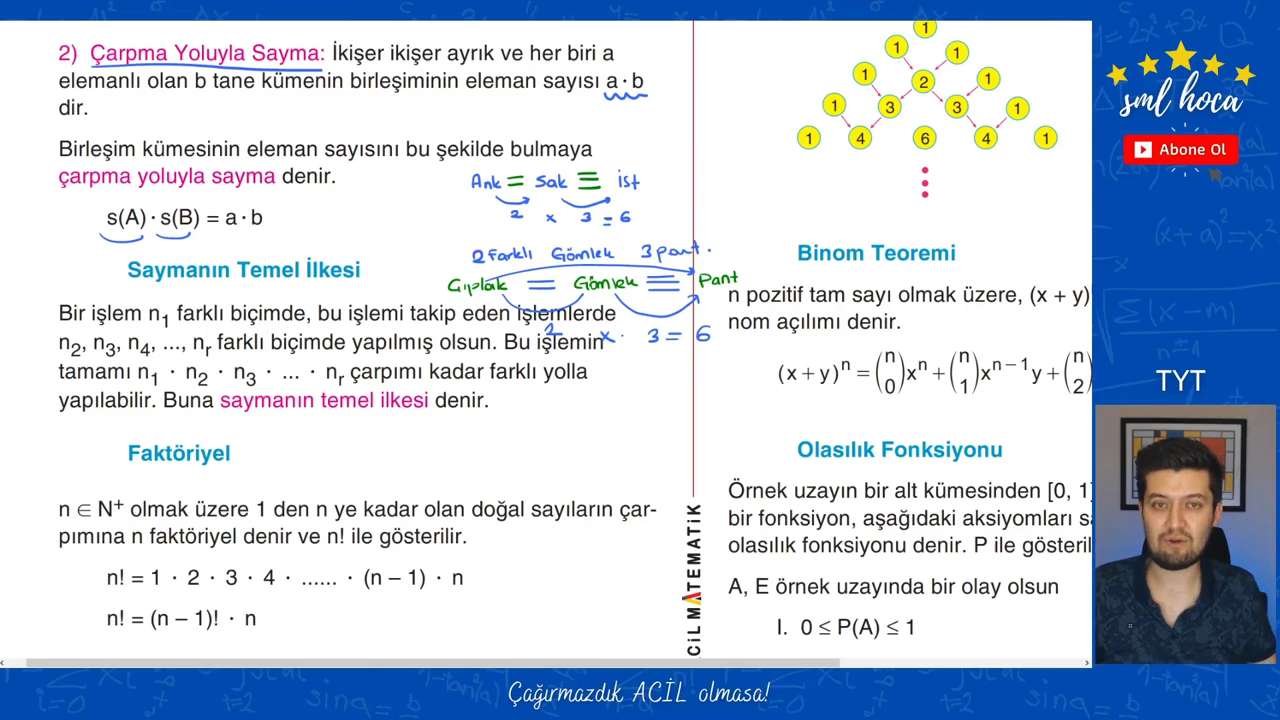 2) Çarpma Yoluyla Sayma: İkişer ikişer ayrık ve her biri a
elemanlı olan b tane kümenin birleşiminin eleman sayısı a · b
dir.
Birleşim kümesinin eleman sayısını bu şekilde bulmaya
çarpma yoluyla sayma denir.
Ank Sak İst
2 x 3 = 6
s(A) · s(B) = a · b
2 Farklı Gömlek 3 pant.
Saymanın Temel İlkesi
Çıplak Gömlek Pant
Bir işlem n₁ farklı biçimde, bu işlemi takip eden işlemlerde
2 x 3 = 6
n₂, n₃, n₄, ..., nᵣ farklı biçimde yapılmış olsun. Bu işlemin
tamamı n₁ · n₂ · n₃ · ... · nᵣ çarpımı kadar farklı yolla
yapılabilir. Buna saymanın temel ilkesi denir.
Faktöriyel
n ∈ N⁺ olmak üzere 1 den n ye kadar olan doğal sayıların çar-
pımına n faktöriyel denir ve n! ile gösterilir.
n! = 1 · 2 · 3 · 4 · ...... · (n – 1) · n
n! = (n – 1)! · n
CİL MATEMATİK
1
1 1
1 2 1
1 3 3 1
1 4 6 4 1
Binom Teoremi
n pozitif tam sayı olmak üzere, (x + y)
nom açılımı denir.
(x + y)ⁿ = (n 0) xⁿ + (n 1) xⁿ⁻¹y + (n 2)
Olasılık Fonksiyonu
Örnek uzayın bir alt kümesinden [0, 1]
bir fonksiyon, aşağıdaki aksiyomları
olasılık fonksiyonu denir. P ile gösteril
A, E örnek uzayında bir olay olsun
I. 0 ≤ P(A) ≤ 1
sml hoca
Abone Ol
TYT
Çağırmazdık ACİL olmasa!